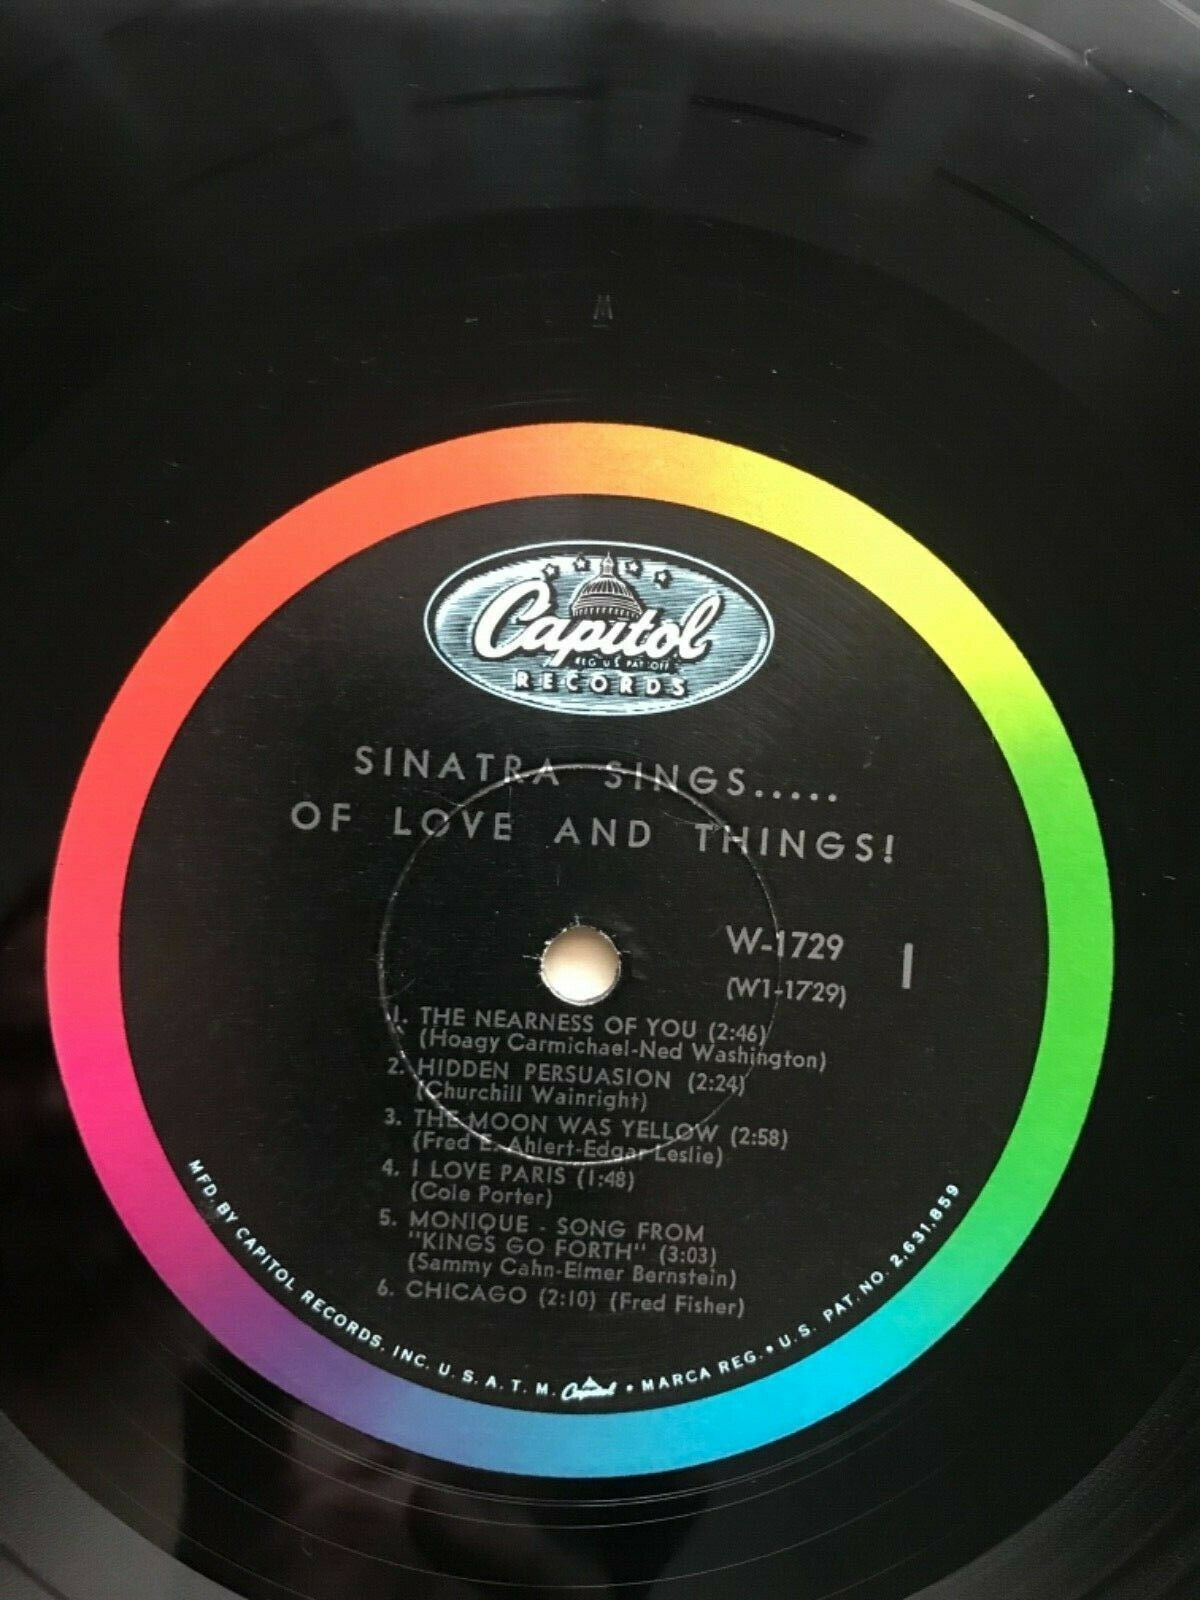 M
Capitol
REG. U.S. PAT. OFF.
RECORDS
SINATRA SINGS.....
OF LOVE AND THINGS!
W-1729
I
(W1-1729)
1. THE NEARNESS OF YOU (2:46)
(Hoagy Carmichael-Ned Washington)
2. HIDDEN PERSUASION (2:24)
(Churchill Wainright)
3. THE MOON WAS YELLOW (2:58)
(Fred E. Ahlert-Edgar Leslie)
4. I LOVE PARIS (1:48)
(Cole Porter)
5. MONIQUE - SONG FROM
"KINGS GO FORTH" (3:03)
(Sammy Cahn-Elmer Bernstein)
6. CHICAGO (2:10) (Fred Fisher)
MFD. BY CAPITOL RECORDS, INC. U. S. A. T. M. Capitol • MARCA REG. • U.S. PAT. NO. 2,631,859